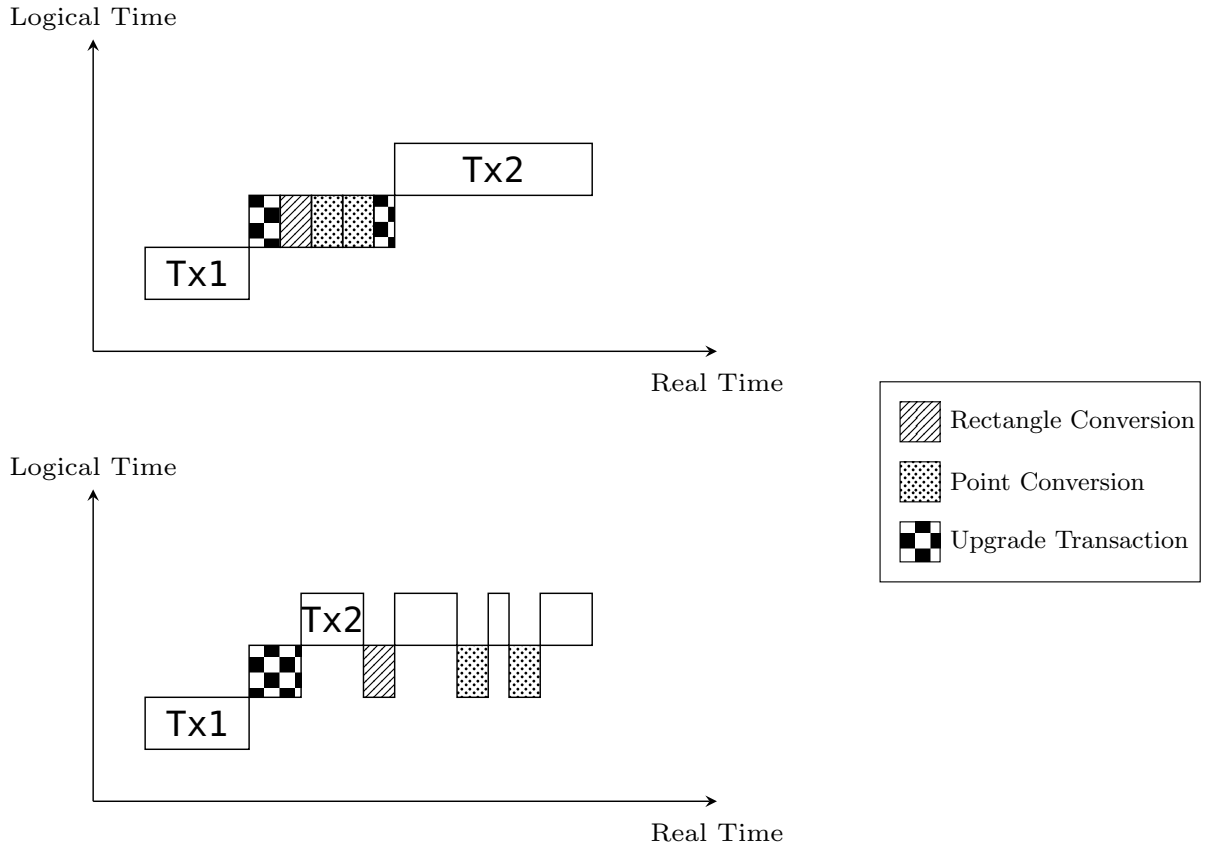 Logical Time
Tx2
Tx1
Real Time
Rectangle Conversion
Point Conversion
Upgrade Transaction
Logical Time
Tx2
Tx1
Real Time